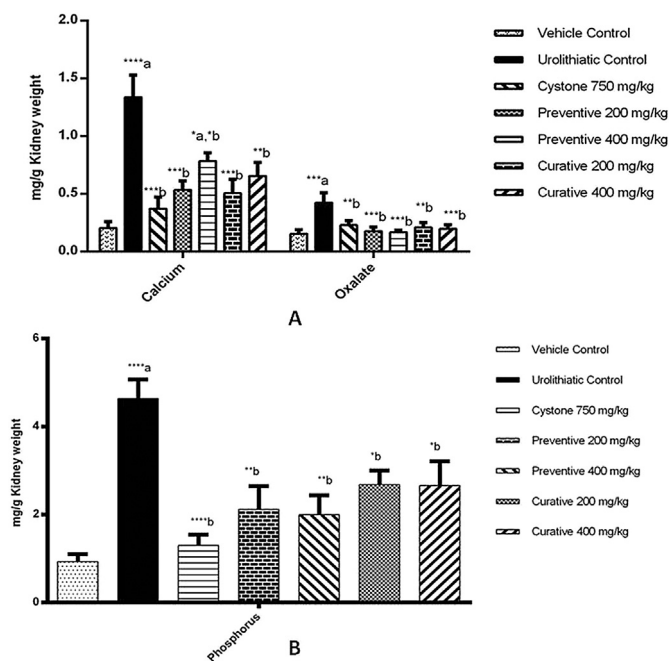 2.0
1.5
1.0
0.5
0.0
mg/g Kidney weight
****a
***b
***b
*a,*b
***b
**b
***a
**b
***b
***b
**b
***b
Calcium
Oxalate
Vehicle Control
Urolithiatic Control
Cystone 750 mg/kg
Preventive 200 mg/kg
Preventive 400 mg/kg
Curative 200 mg/kg
Curative 400 mg/kg
A
6
4
2
0
mg/g Kidney weight
****a
****b
**b
**b
*b
*b
Phosphorus
Vehicle Control
Urolithiatic Control
Cystone 750 mg/kg
Preventive 200 mg/kg
Preventive 400 mg/kg
Curative 200 mg/kg
Curative 400 mg/kg
B